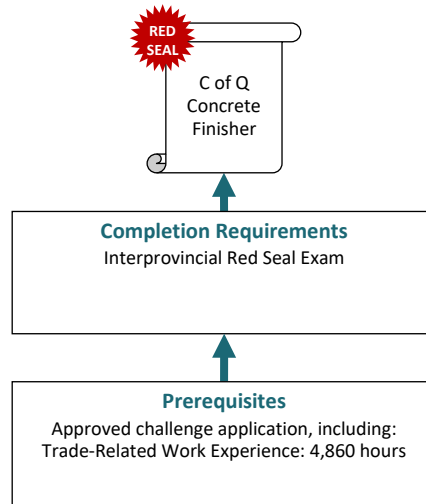 RED
SEAL
C of Q
Concrete
Finisher
Completion Requirements
Interprovincial Red Seal Exam
Prerequisites
Approved challenge application, including:
Trade-Related Work Experience: 4,860 hours